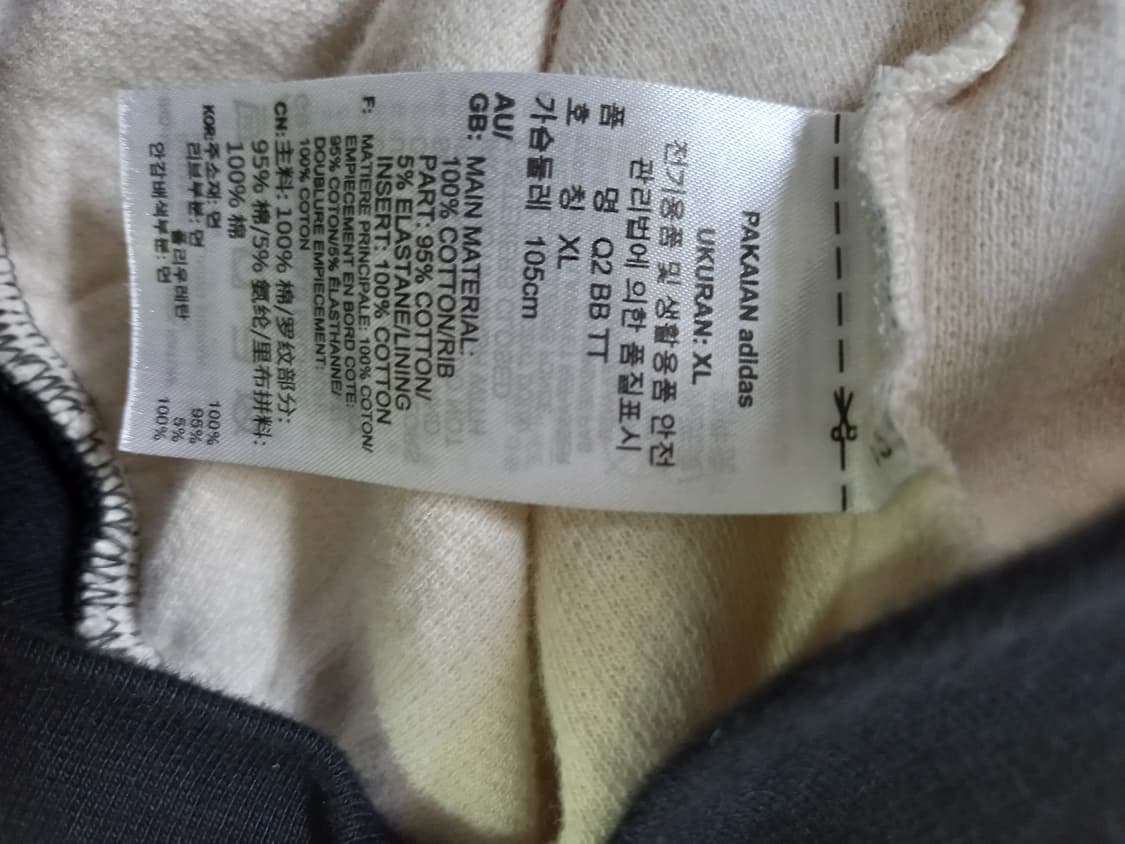 PAKAIAN adidas
UKURAN: XL
전기용품 및 생활용품 안전
관리법에 의한 품질표시
품 명 Q2 BB TT
호 칭 XL
가슴둘레 105cm
AU/
GB: MAIN MATERIAL:
100% COTTON/RIB
PART: 95% COTTON/
5% ELASTANE/LINING
INSERT: 100% COTTON
F: MATIERE PRINCIPALE: 100% COTON/
EMPIECEMENT EN BORD COTE:
95% COTON/5% ELASTHANNE/
DOUBLURE EMPIECEMENT:
100% COTON
CN: 主料: 100% 棉/罗纹部分:
95% 棉/5% 氨纶/里布拼料:
100% 棉
KOR: 주소재: 면 100%
리브부분: 면 95%
폴리우레탄 5%
안감배색부분: 면 100%